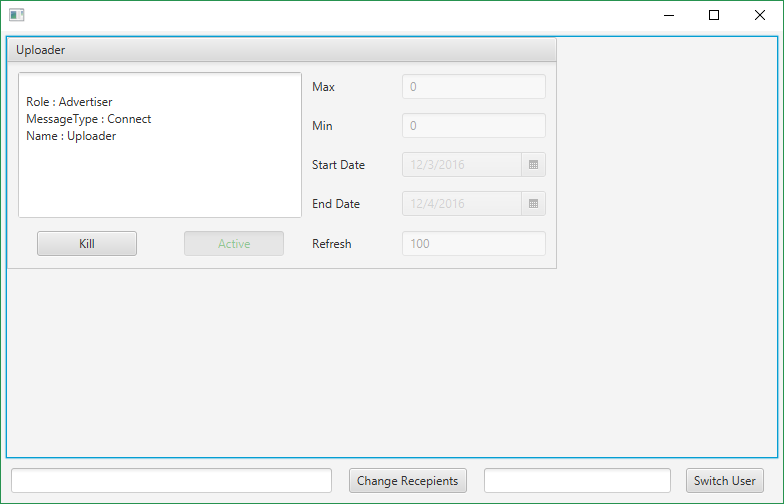 Uploader
Role : Advertiser
MessageType : Connect
Name : Uploader
Max
0
Min
0
Start Date
12/3/2016
End Date
12/4/2016
Kill
Active
Refresh
100
Change Recepients
Switch User